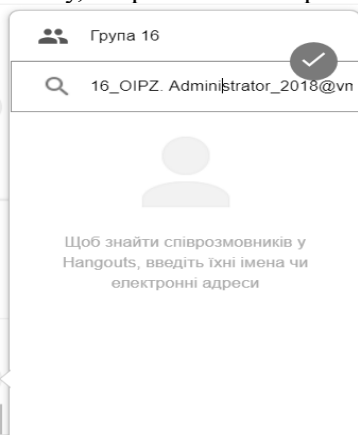 Група 16
16_OIPZ. Administrator_2018@vn
Щоб знайти співрозмовників у
Hangouts, введіть їхні імена чи
електронні адреси